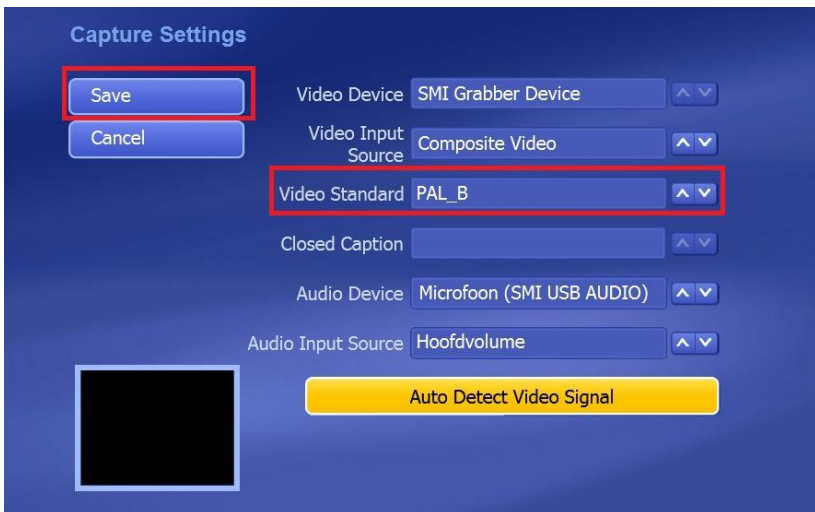 Capture Settings
Save
Cancel
Video Device SMI Grabber Device
Video Input
Source Composite Video
Video Standard PAL_B
Closed Caption
Audio Device Microfoon (SMI USB AUDIO)
Audio Input Source Hoofdvolume
Auto Detect Video Signal